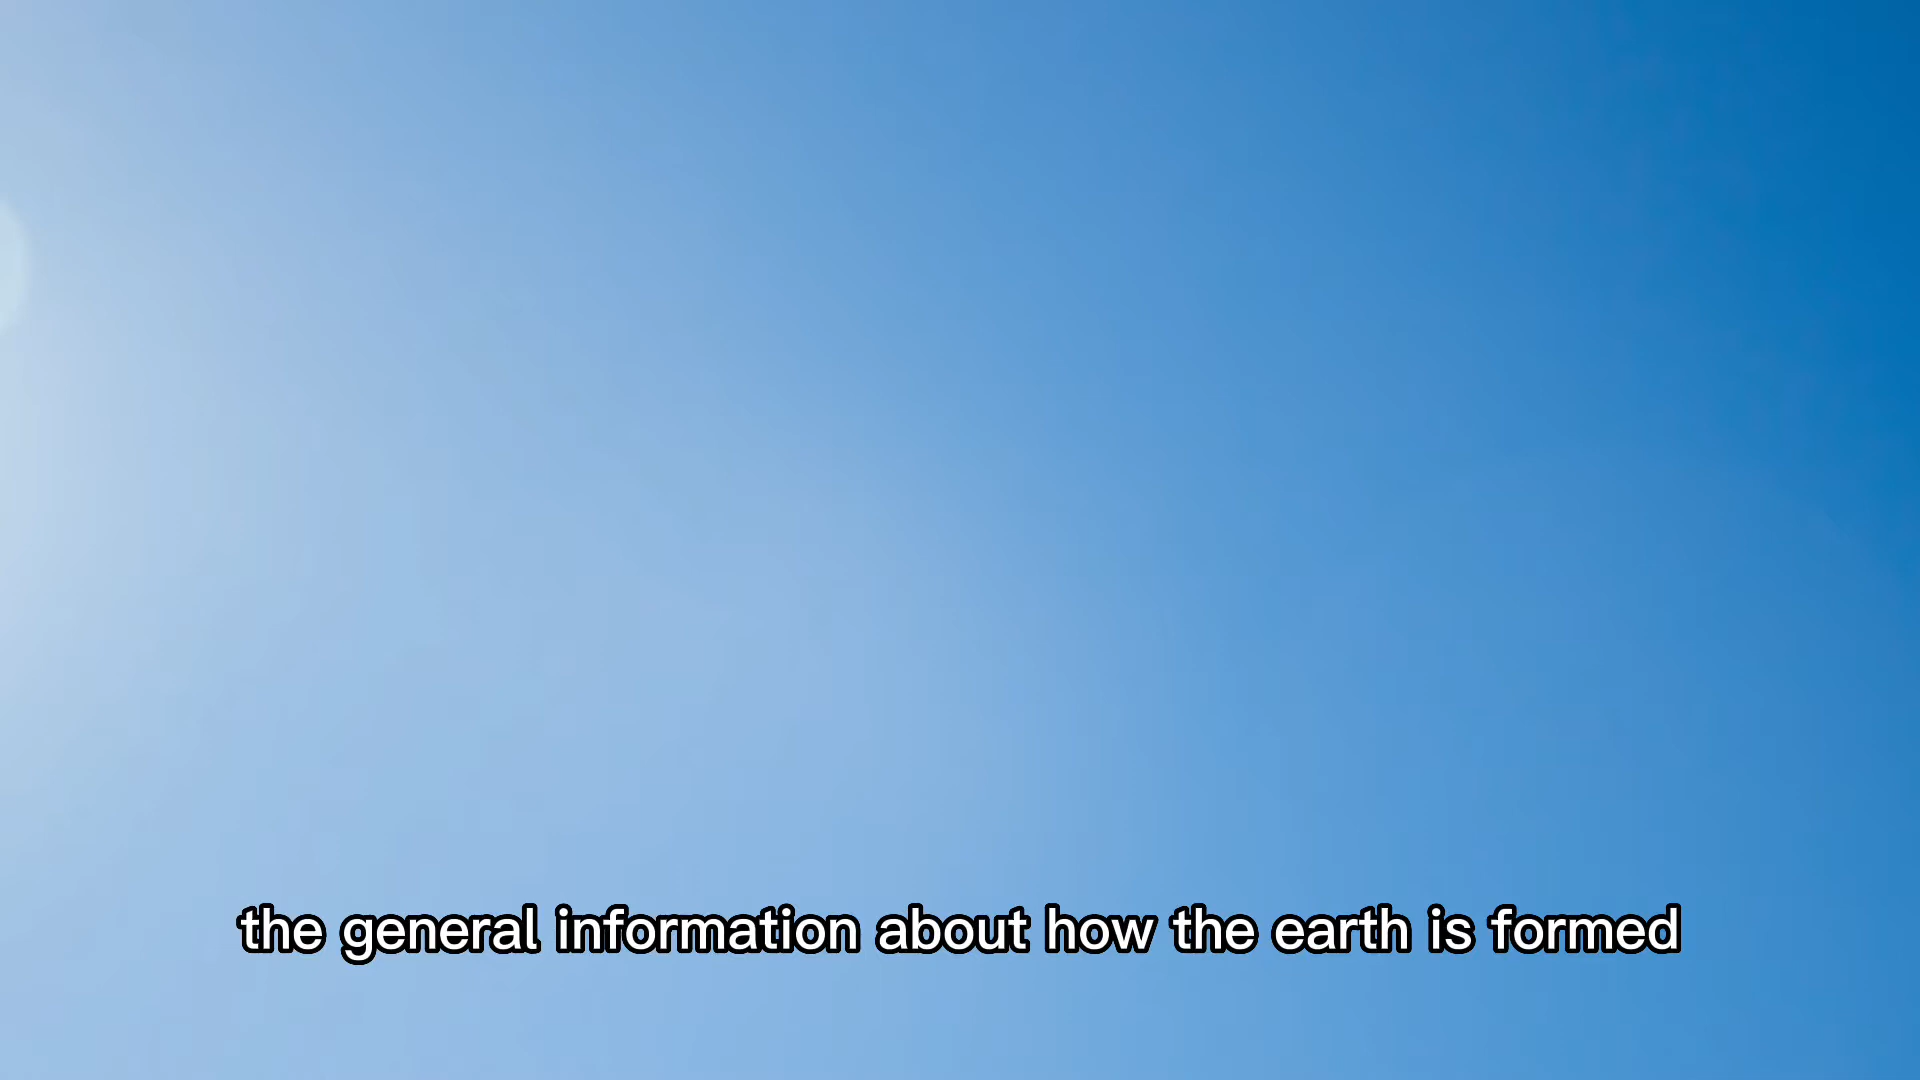 the general information about how the earth is formed